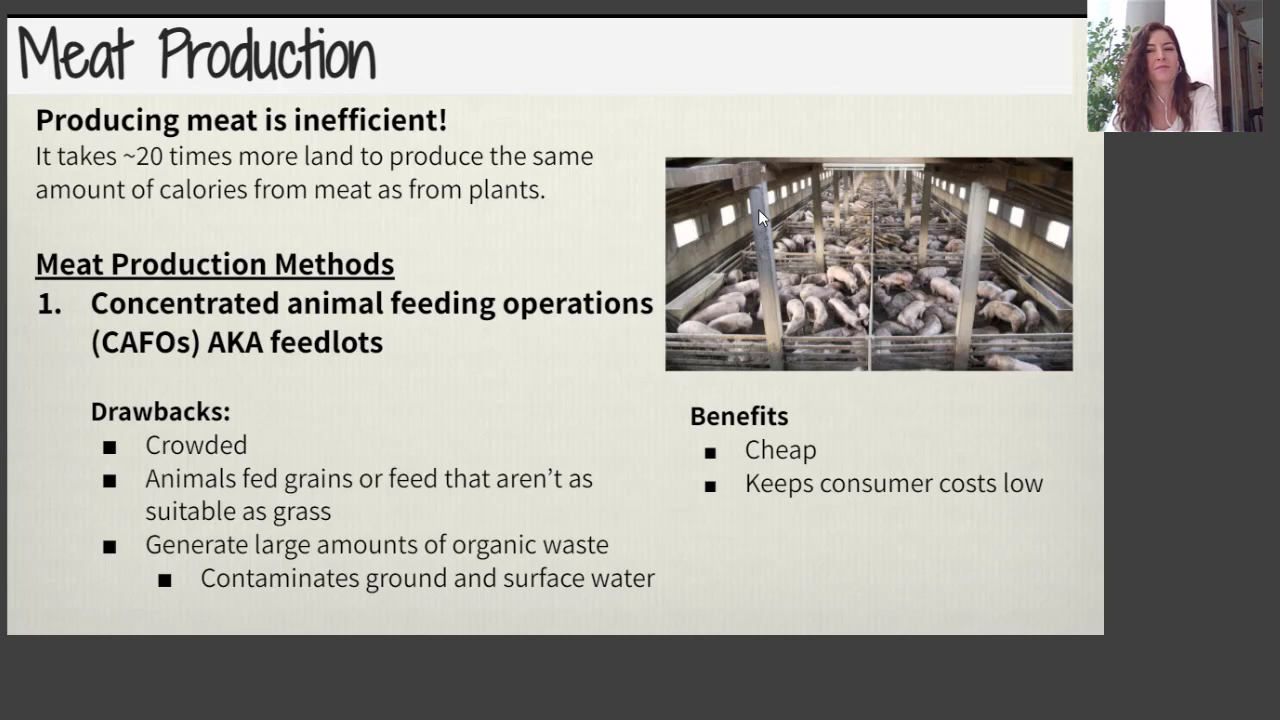 Meat Production
Producing meat is inefficient!
It takes ~20 times more land to produce the same
amount of calories from meat as from plants.
Meat Production Methods
1. Concentrated animal feeding operations
(CAFOs) AKA feedlots
Drawbacks:
■ Crowded
■ Animals fed grains or feed that aren’t as
suitable as grass
■ Generate large amounts of organic waste
■ Contaminates ground and surface water
Benefits
■ Cheap
■ Keeps consumer costs low